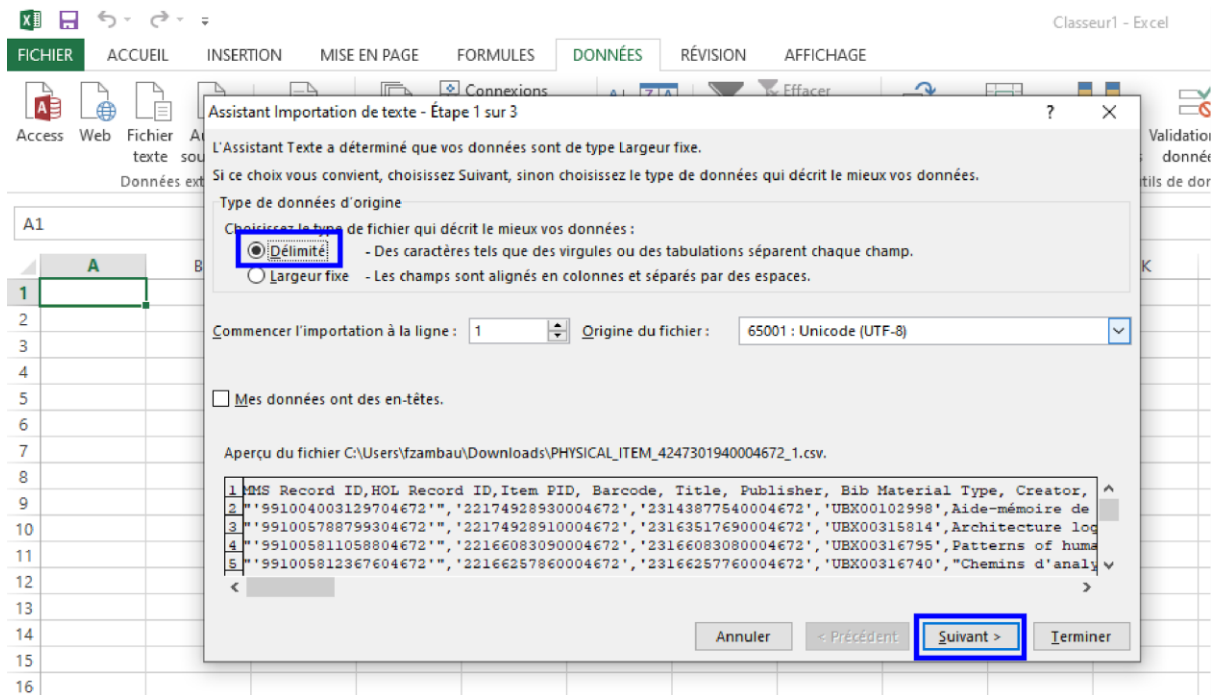 Classeur1 - Excel
FICHIER ACCUEIL INSERTION MISE EN PAGE FORMULES DONNÉES RÉVISION AFFICHAGE
Connexions Effacer
Access Web Fichier texte
Données ext
Validation
donné
tils de dor
A1
Assistant Importation de texte - Étape 1 sur 3 ?
L'Assistant Texte a déterminé que vos données sont de type Largeur fixe.
Si ce choix vous convient, choisissez Suivant, sinon choisissez le type de données qui décrit le mieux vos données.
Type de données d'origine
Choisissez le type de fichier qui décrit le mieux vos données :
Délimité - Des caractères tels que des virgules ou des tabulations séparent chaque champ.
Largeur fixe - Les champs sont alignés en colonnes et séparés par des espaces.
Commencer l'importation à la ligne : 1 Origine du fichier : 65001 : Unicode (UTF-8)
Mes données ont des en-têtes.
Aperçu du fichier C:\Users\fzambau\Downloads\PHYSICAL_ITEM_4247301940004672_1.csv.
1 MMS Record ID,HOL Record ID,Item PID, Barcode, Title, Publisher, Bib Material Type, Creator,
2 "'991004003129704672'",'22174928930004672','23143877540004672','UBX00102998',Aide-mémoire de
3 "'991005788799304672'",'22174928910004672','23163517690004672','UBX00315814',Architecture log
4 "'991005811058804672'",'22166083090004672','23166083080004672','UBX00316795',Patterns of huma
5 "'991005812367604672'",'22166257860004672','23166257760004672','UBX00316740',"Chemins d'analy
Annuler < Précédent Suivant > Terminer
A B K
1
2
3
4
5
6
7
8
9
10
11
12
13
14
15
16